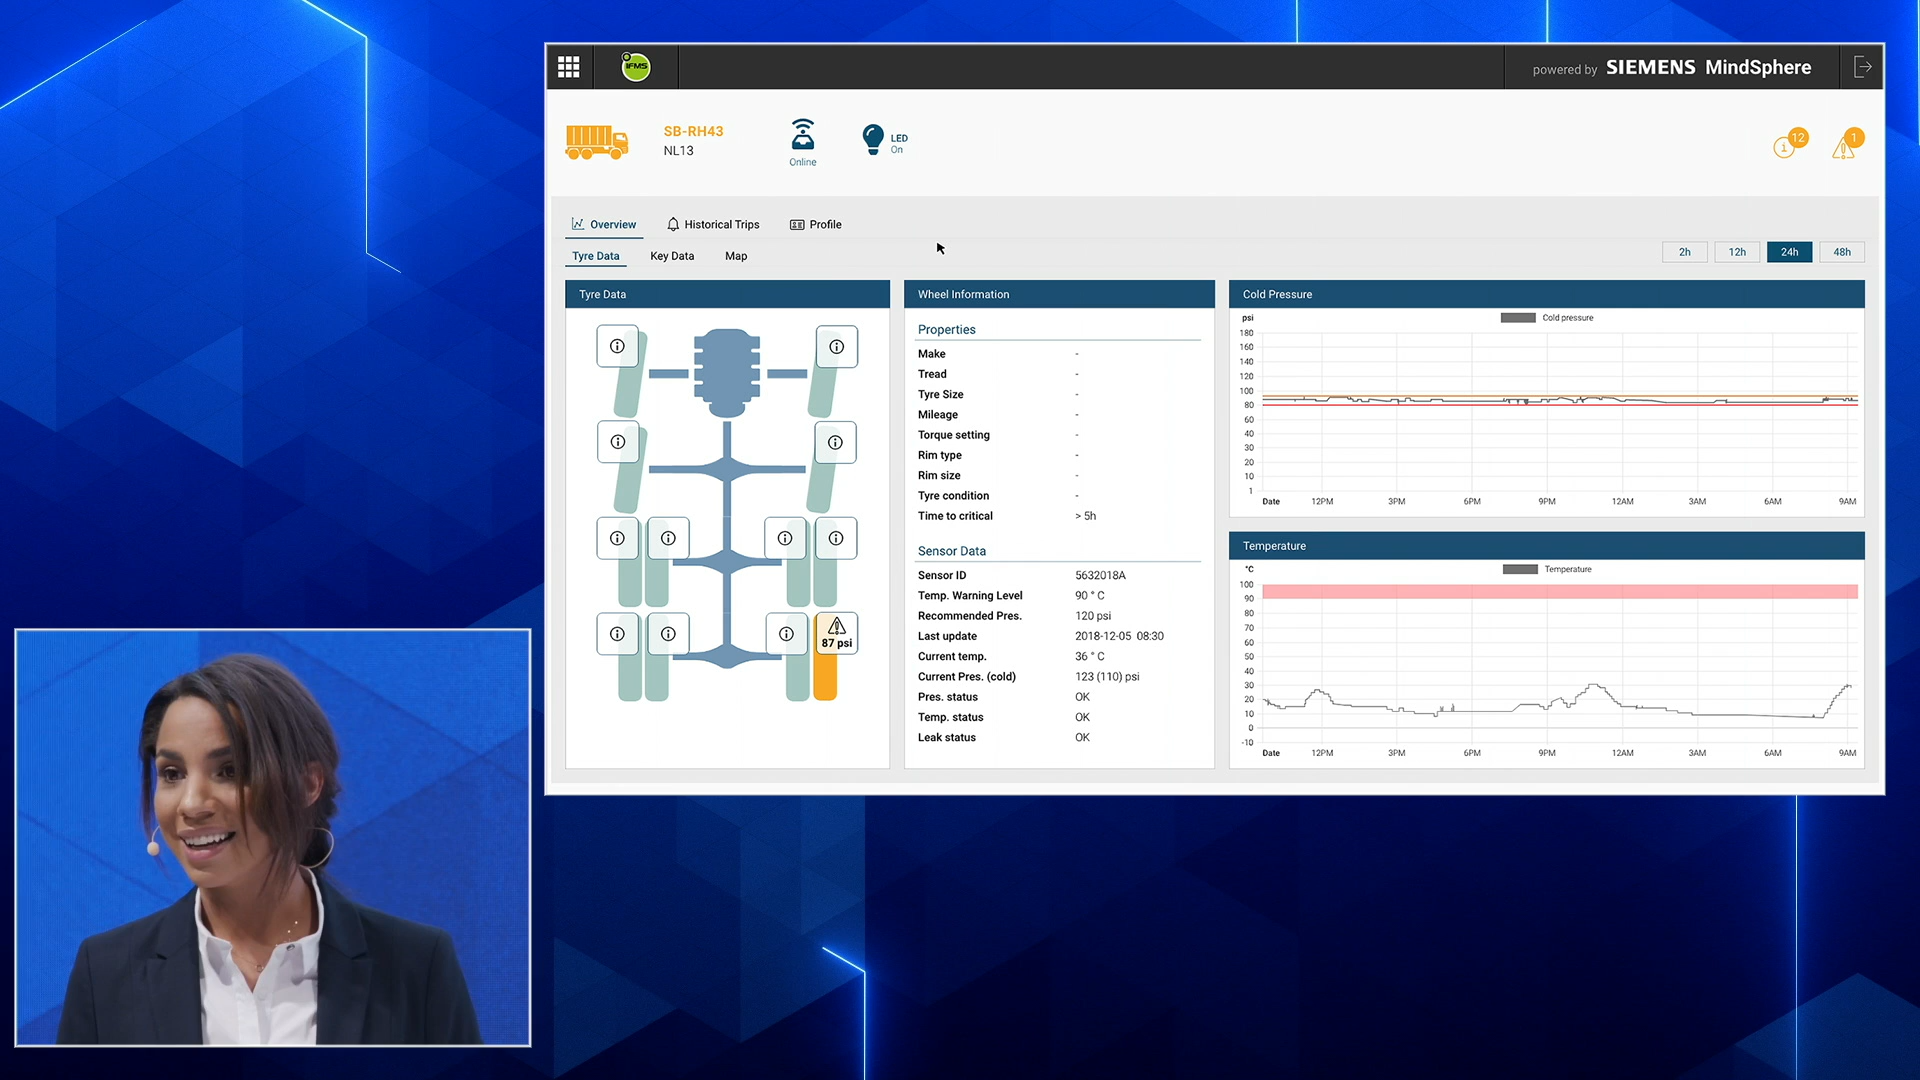 IFMS
powered by SIEMENS MindSphere
SB-RH43
NL13
Online
LED
On
12
1
Overview
Historical Trips
Profile
Tyre Data
Key Data
Map
2h
12h
24h
48h
Tyre Data
87 psi
Wheel Information
Properties
Make -
Tread -
Tyre Size -
Mileage -
Torque setting -
Rim type -
Rim size -
Tyre condition -
Time to critical > 5h
Sensor Data
Sensor ID 5632018A
Temp. Warning Level 90 ° C
Recommended Pres. 120 psi
Last update 2018-12-05 08:30
Current temp. 36 ° C
Current Pres. (cold) 123 (110) psi
Pres. status OK
Temp. status OK
Leak status OK
Cold Pressure
psi
Cold pressure
180
160
140
120
100
80
60
40
30
20
10
1
Date 12PM 3PM 6PM 9PM 12AM 3AM 6AM 9AM
Temperature
°C
Temperature
100
90
80
70
60
50
40
30
20
10
0
-10
Date 12PM 3PM 6PM 9PM 12AM 3AM 6AM 9AM